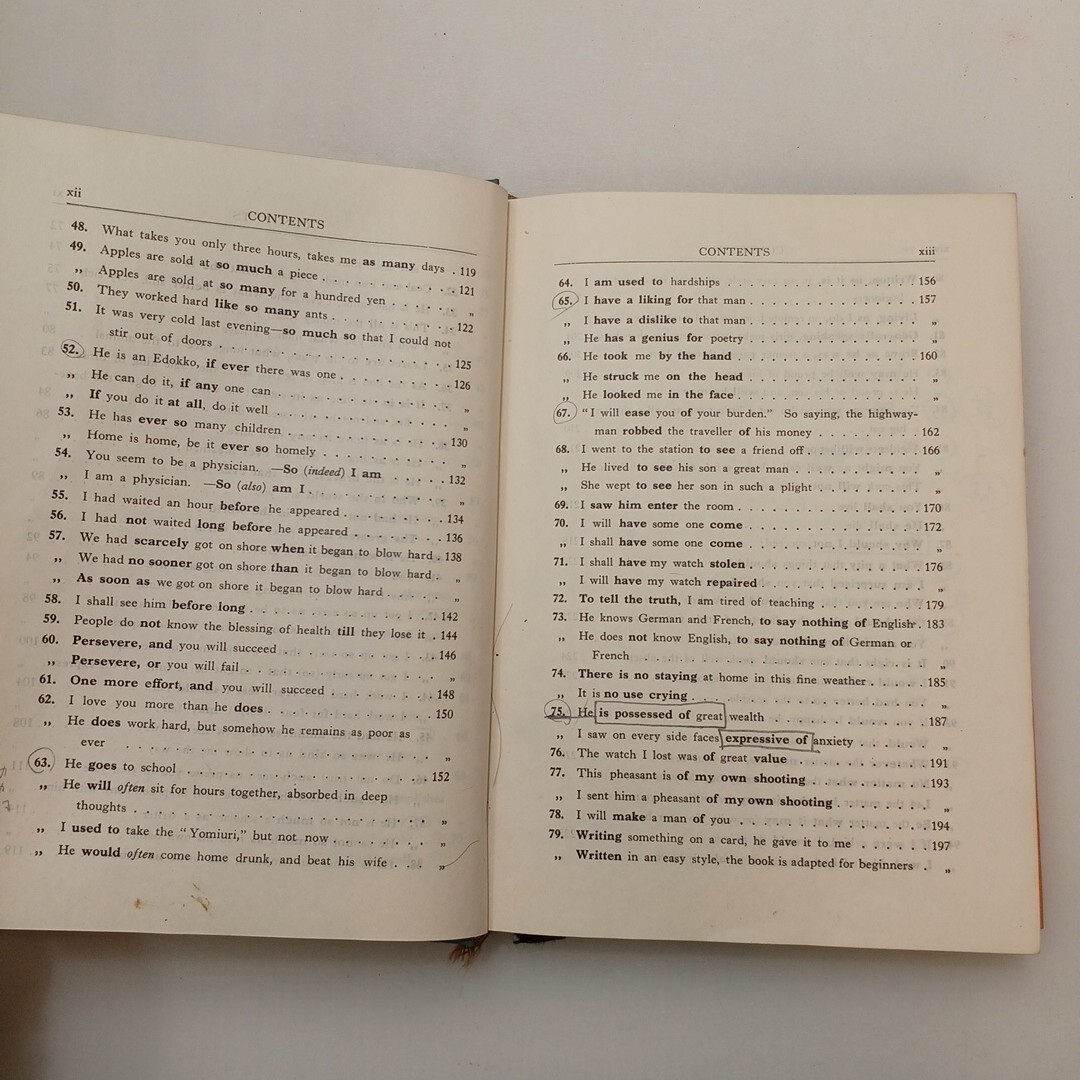 xii
CONTENTS
48. What takes you only three hours, takes me as many days . 119
49. Apples are sold at so much a piece . . . . . . . . . . 121
„ Apples are sold at so many for a hundred yen . . . . . „
50. They worked hard like so many ants . . . . . . . . . 122
51. It was very cold last evening—so much so that I could not
stir out of doors . . . . . . . . . . . . . . . . . 125
52. He is an Edokko, if ever there was one . . . . . . . . . 126
„ He can do it, if any one can . . . . . . . . . . . . . „
„ If you do it at all, do it well . . . . . . . . . . . . . „
53. He has ever so many children . . . . . . . . . . . . 130
„ Home is home, be it ever so homely . . . . . . . . . . „
54. You seem to be a physician. —So (indeed) I am . . . . . 132
„ I am a physician. —So (also) am I . . . . . . . . . . . „
55. I had waited an hour before he appeared . . . . . . . . 134
56. I had not waited long before he appeared . . . . . . . . 136
57. We had scarcely got on shore when it began to blow hard . 138
„ We had no sooner got on shore than it began to blow hard . „
„ As soon as we got on shore it began to blow hard . . . . . „
58. I shall see him before long . . . . . . . . . . . . . . 142
59. People do not know the blessing of health till they lose it . 144
60. Persevere, and you will succeed . . . . . . . . . . . . 146
„ Persevere, or you will fail . . . . . . . . . . . . . . . „
61. One more effort, and you will succeed . . . . . . . . . 148
62. I love you more than he does . . . . . . . . . . . . . 150
„ He does work hard, but somehow he remains as poor as
ever . . . . . . . . . . . . . . . . . . . . . . „
63. He goes to school . . . . . . . . . . . . . . . . . . 152
„ He will often sit for hours together, absorbed in deep
thoughts . . . . . . . . . . . . . . . . . . . . „
„ I used to take the “Yomiuri,” but not now . . . . . . . . „
„ He would often come home drunk, and beat his wife . . . „
CONTENTS
xiii
64. I am used to hardships . . . . . . . . . . . . . . . 156
65. I have a liking for that man . . . . . . . . . . . . . . 157
„ I have a dislike to that man . . . . . . . . . . . . . . „
„ He has a genius for poetry . . . . . . . . . . . . . . „
66. He took me by the hand . . . . . . . . . . . . . . . 160
„ He struck me on the head . . . . . . . . . . . . . . „
„ He looked me in the face . . . . . . . . . . . . . . . „
67. “I will ease you of your burden.” So saying, the highway-
man robbed the traveller of his money . . . . . . . . . 162
68. I went to the station to see a friend off . . . . . . . . . 166
„ He lived to see his son a great man . . . . . . . . . . . „
„ She wept to see her son in such a plight . . . . . . . . „
69. I saw him enter the room . . . . . . . . . . . . . . . 170
70. I will have some one come . . . . . . . . . . . . . . 172
„ I shall have some one come . . . . . . . . . . . . . . „
71. I shall have my watch stolen . . . . . . . . . . . . . . 176
„ I will have my watch repaired . . . . . . . . . . . . . „
72. To tell the truth, I am tired of teaching . . . . . . . . . 179
73. He knows German and French, to say nothing of English . 183
„ He does not know English, to say nothing of German or
French . . . . . . . . . . . . . . . . . . . . . „
74. There is no staying at home in this fine weather . . . . . 185
„ It is no use crying . . . . . . . . . . . . . . . . . . „
75. He is possessed of great wealth . . . . . . . . . . . . 187
„ I saw on every side faces expressive of anxiety . . . . . . „
76. The watch I lost was of great value . . . . . . . . . . . 191
77. This pheasant is of my own shooting . . . . . . . . . . 193
„ I sent him a pheasant of my own shooting . . . . . . . . „
78. I will make a man of you . . . . . . . . . . . . . . . 194
79. Writing something on a card, he gave it to me . . . . . . 197
„ Written in an easy style, the book is adapted for beginners . „